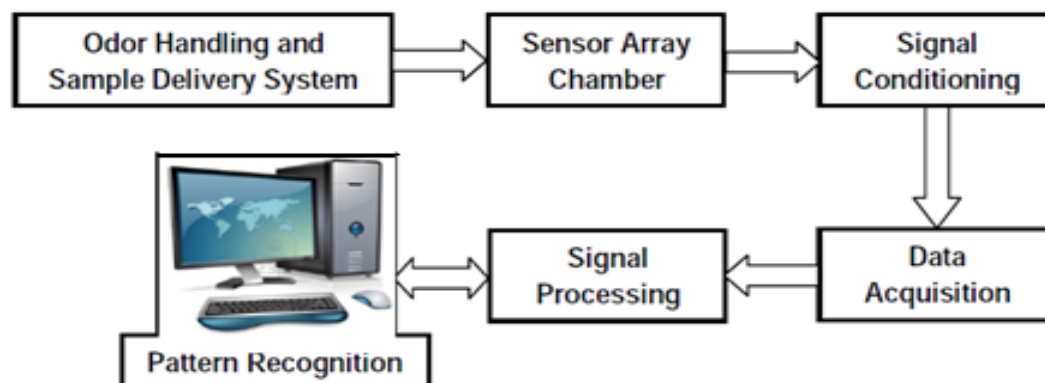 Odor Handling and
Sample Delivery System
Sensor Array
Chamber
Signal
Conditioning
Data
Acquisition
Signal
Processing
Pattern Recognition